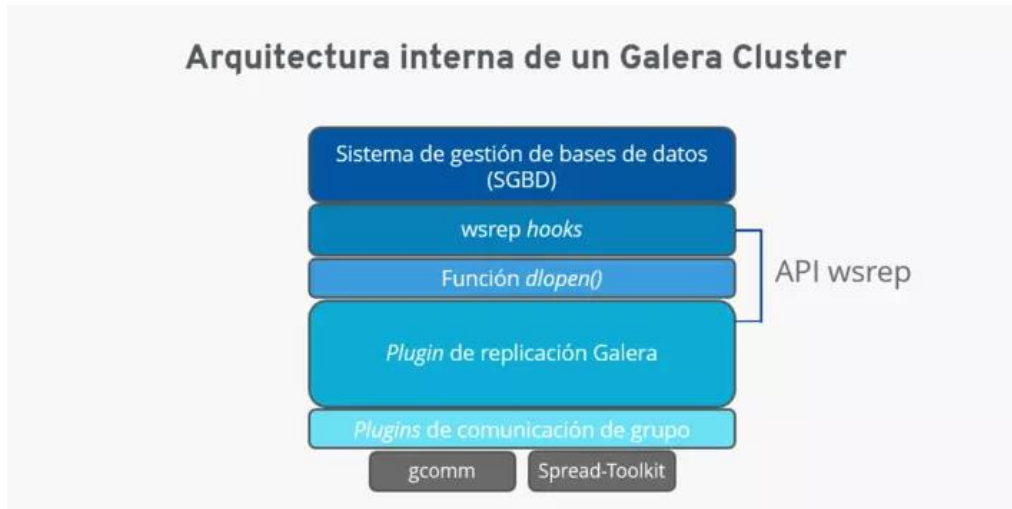 Arquitectura interna de un Galera Cluster
Sistema de gestión de bases de datos
(SGBD)
wsrep hooks
Función dlopen()
API wsrep
Plugin de replicación Galera
Plugins de comunicación de grupo
gcomm
Spread-Toolkit